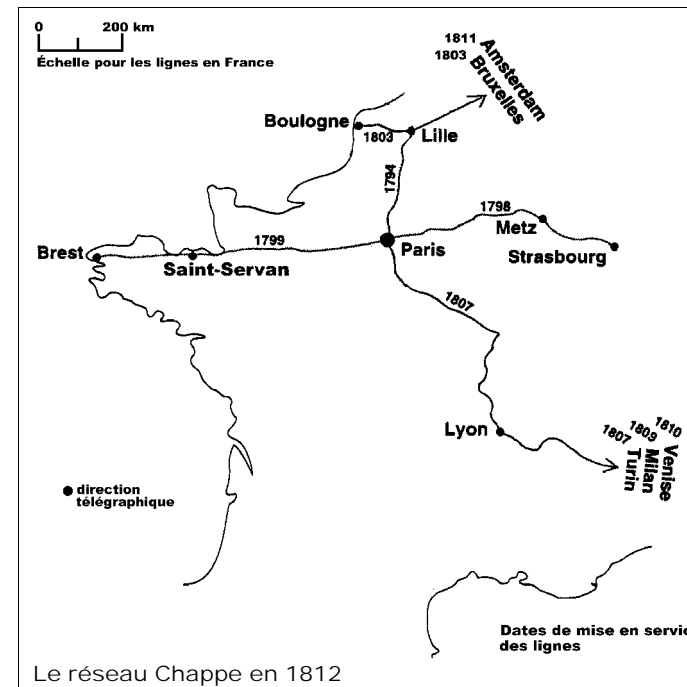 0 200 km
Échelle pour les lignes en France
1811 Amsterdam
1803 Bruxelles
Boulogne
1803
Lille
1794
1798
Metz
Strasbourg
Brest
Saint-Servan
1799
Paris
1807
Lyon
1810 Venise
1809 Milan
1807 Turin
direction
télégraphique
Dates de mise en servic
des lignes
Le réseau Chappe en 1812